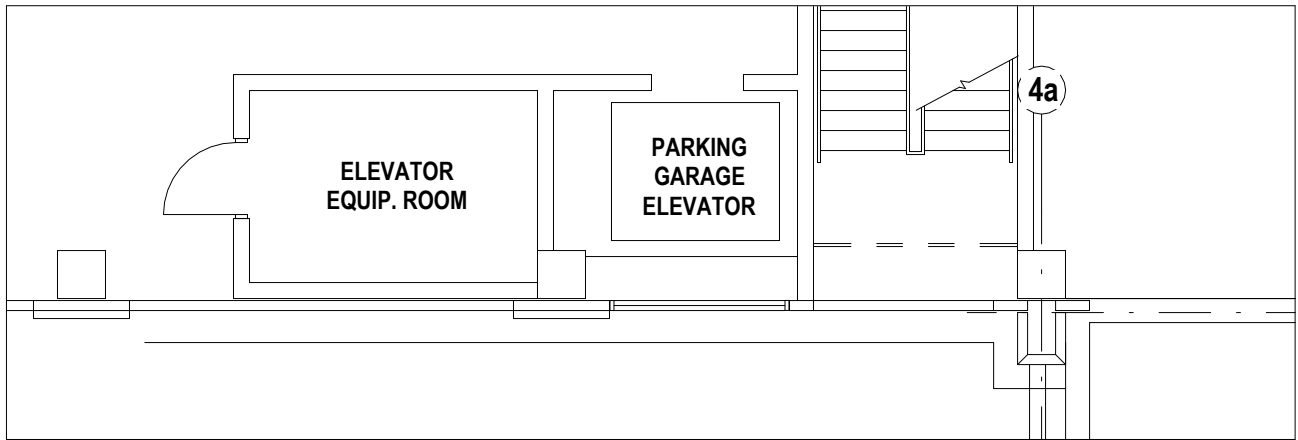 ELEVATOR
EQUIP. ROOM
PARKING
GARAGE
ELEVATOR
4a